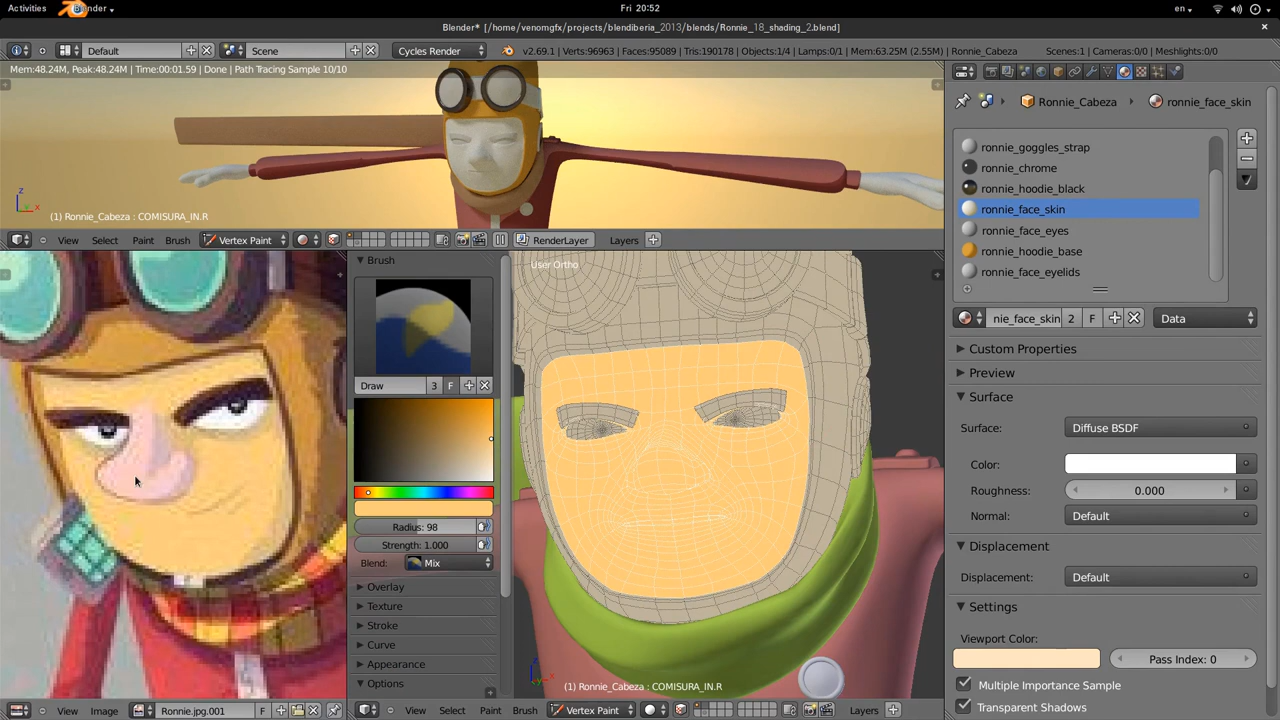 Activities
Blender
Fri 20:52
en
Blender* [/home/venomgfx/projects/blendiberia_2013/blends/Ronnie_18_shading_2.blend]
Default
Scene
Cycles Render
v2.69.1 | Verts:96963 | Faces:95089 | Tris:190178 | Objects:1/4 | Lamps:0/1 | Mem:63.25M (2.55M) | Ronnie_Cabeza
Scenes:1 | Cameras:0/0 | Meshlights:0/0
Mem:48.24M, Peak:48.24M | Time:00:01.59 | Done | Path Tracing Sample 10/10
(1) Ronnie_Cabeza : COMISURA_IN.R
View
Select
Paint
Brush
Vertex Paint
RenderLayer
Layers
Ronnie_Cabeza
ronnie_face_skin
ronnie_goggles_strap
ronnie_chrome
ronnie_hoodie_black
ronnie_face_skin
ronnie_face_eyes
ronnie_hoodie_base
ronnie_face_eyelids
nie_face_skin
2
F
Data
Custom Properties
Preview
Surface
Surface:
Diffuse BSDF
Color:
Roughness:
0.000
Normal:
Default
Displacement
Displacement:
Default
Settings
Viewport Color:
Pass Index: 0
Multiple Importance Sample
Transparent Shadows
Brush
Draw
3
F
Radius: 98
Strength: 1.000
Blend:
Mix
Overlay
Texture
Stroke
Curve
Appearance
Options
User Ortho
(1) Ronnie_Cabeza : COMISURA_IN.R
View
Image
Ronnie.jpg.001
F
View
Select
Paint
Brush
Vertex Paint
Layers